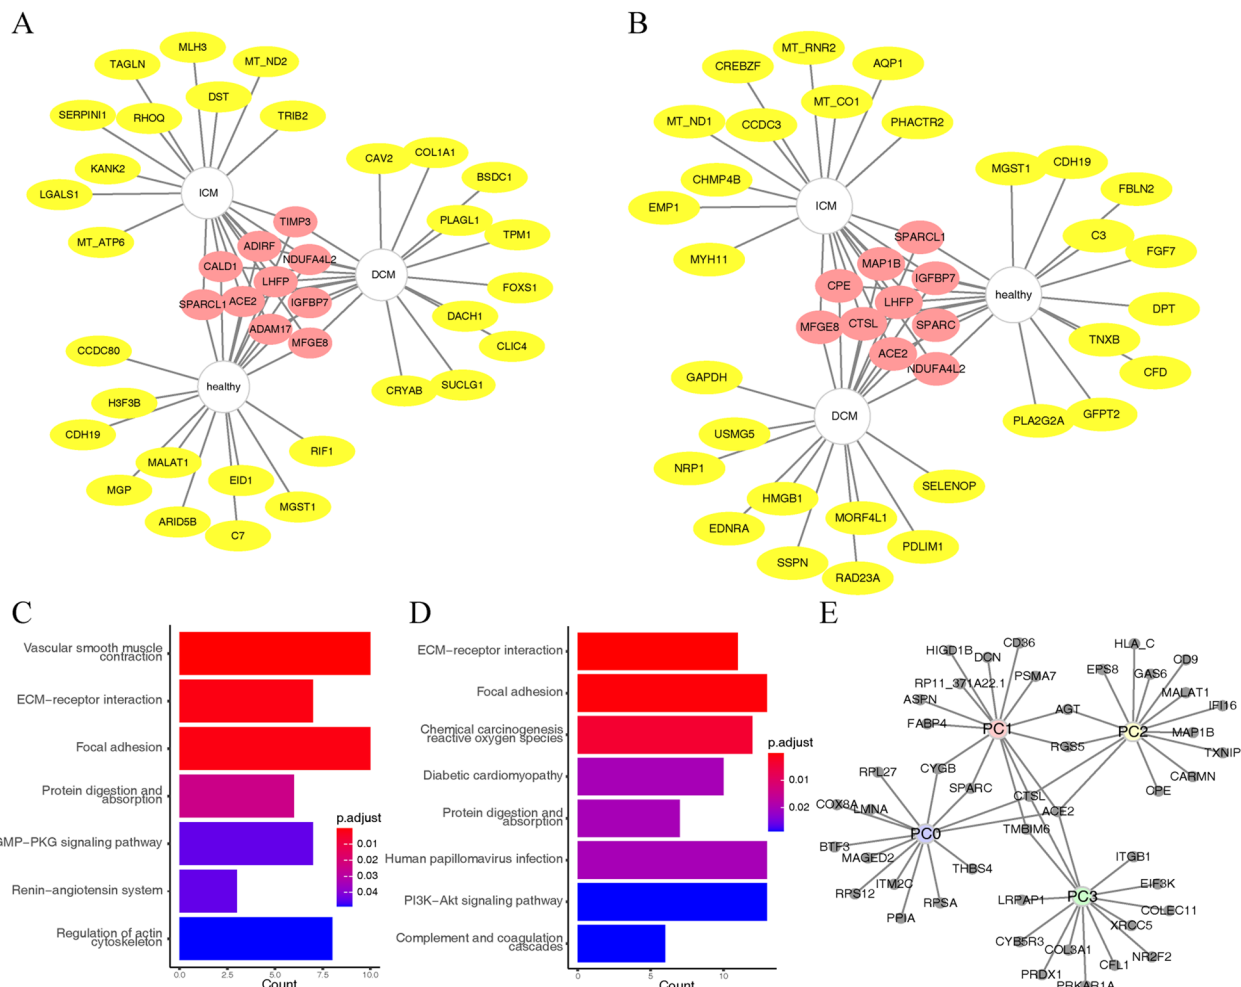 A
MLH3
TAGLN
MT_ND2
DST
SERPINI1
RHOQ
TRIB2
KANK2
LGALS1
ICM
MT_ATP6
CAV2
COL1A1
BSDC1
PLAGL1
TPM1
TIMP3
ADIRF
NDUFA4L2
CALD1
LHFP
DCM
FOXS1
SPARCL1
ACE2
IGFBP7
DACH1
ADAM17
MFGE8
CLIC4
CCDC80
healthy
CRYAB
SUCLG1
H3F3B
CDH19
RIF1
MALAT1
EID1
MGP
MGST1
ARID5B
C7
B
MT_RNR2
CREBZF
AQP1
MT_CO1
MT_ND1
CCDC3
PHACTR2
CHMP4B
EMP1
ICM
MYH11
MGST1
CDH19
FBLN2
C3
FGF7
SPARCL1
MAP1B
IGFBP7
CPE
LHFP
healthy
DPT
MFGE8
CTSL
SPARC
TNXB
ACE2
NDUFA4L2
CFD
GAPDH
DCM
PLA2G2A
GFPT2
USMG5
NRP1
SELENOP
HMGB1
MORF4L1
EDNRA
PDLIM1
SSPN
RAD23A
C
Vascular smooth muscle
contraction
ECM-receptor interaction
Focal adhesion
Protein digestion and
absorption
GMP-PKG signaling pathway
Renin-angiotensin system
Regulation of actin
cytoskeleton
p.adjust
0.01
0.02
0.03
0.04
0.0
2.5
5.0
7.5
10.0
Count
D
ECM-receptor interaction
Focal adhesion
Chemical carcinogenesis
reactive oxygen species
Diabetic cardiomyopathy
Protein digestion and
absorption
Human papillomavirus infection
PI3K-Akt signaling pathway
Complement and coagulation
cascades
p.adjust
0.01
0.02
0
5
10
Count
E
HIGD1B
DCN
CD36
RP11_371A22.1
PSMA7
ASPN
FABP4
PC1
AGT
RGS5
HLA_C
EPS8
GAS6
CD9
MALAT1
IFI16
PC2
MAP1B
TXNIP
CARMN
CPE
RPL27
CYGB
SPARC
CTSL
ACE2
TMBIM6
COX8A
LMNA
PC0
BTF3
MAGED2
THBS4
ITM2C
RPS12
RPSA
PPIA
ITGB1
EIF3K
LRPAP1
PC3
COLEC11
XRCC5
CYB5R3
COL3A1
NR2F2
CFL1
PRDX1
PRKAR1A